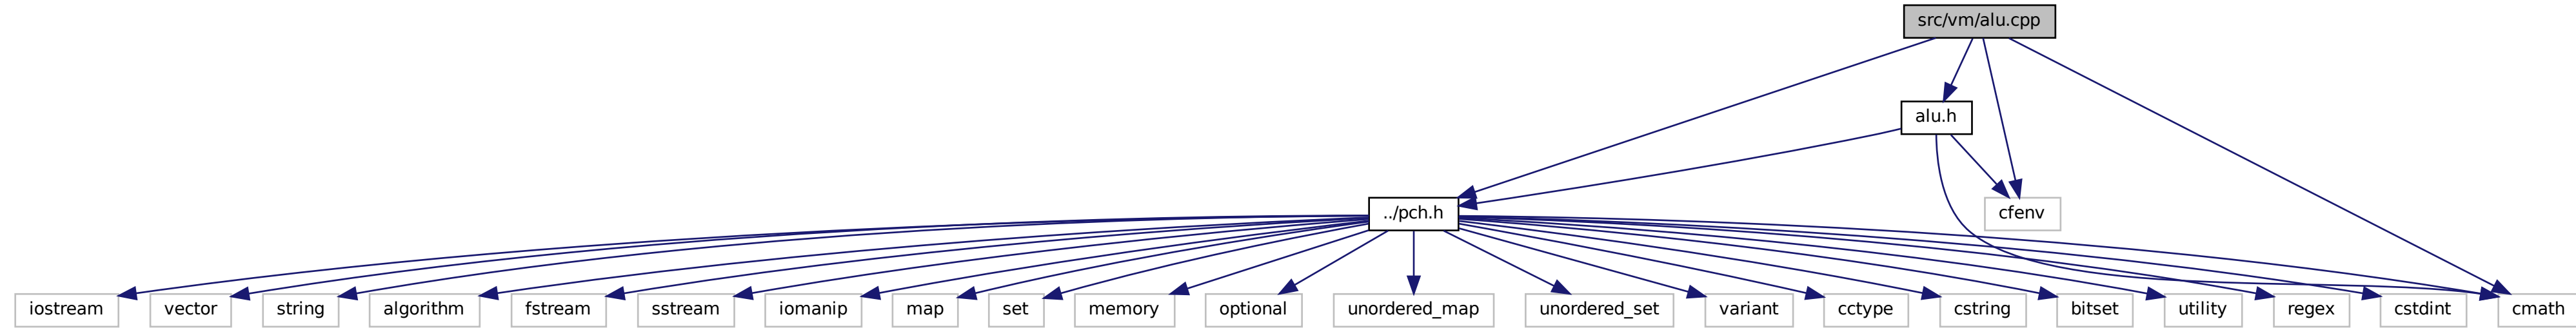 src/vm/alu.cpp
alu.h
../pch.h
cfenv
iostream
vector
string
algorithm
fstream
sstream
iomanip
map
set
memory
optional
unordered_map
unordered_set
variant
cctype
cstring
bitset
utility
regex
cstdint
cmath